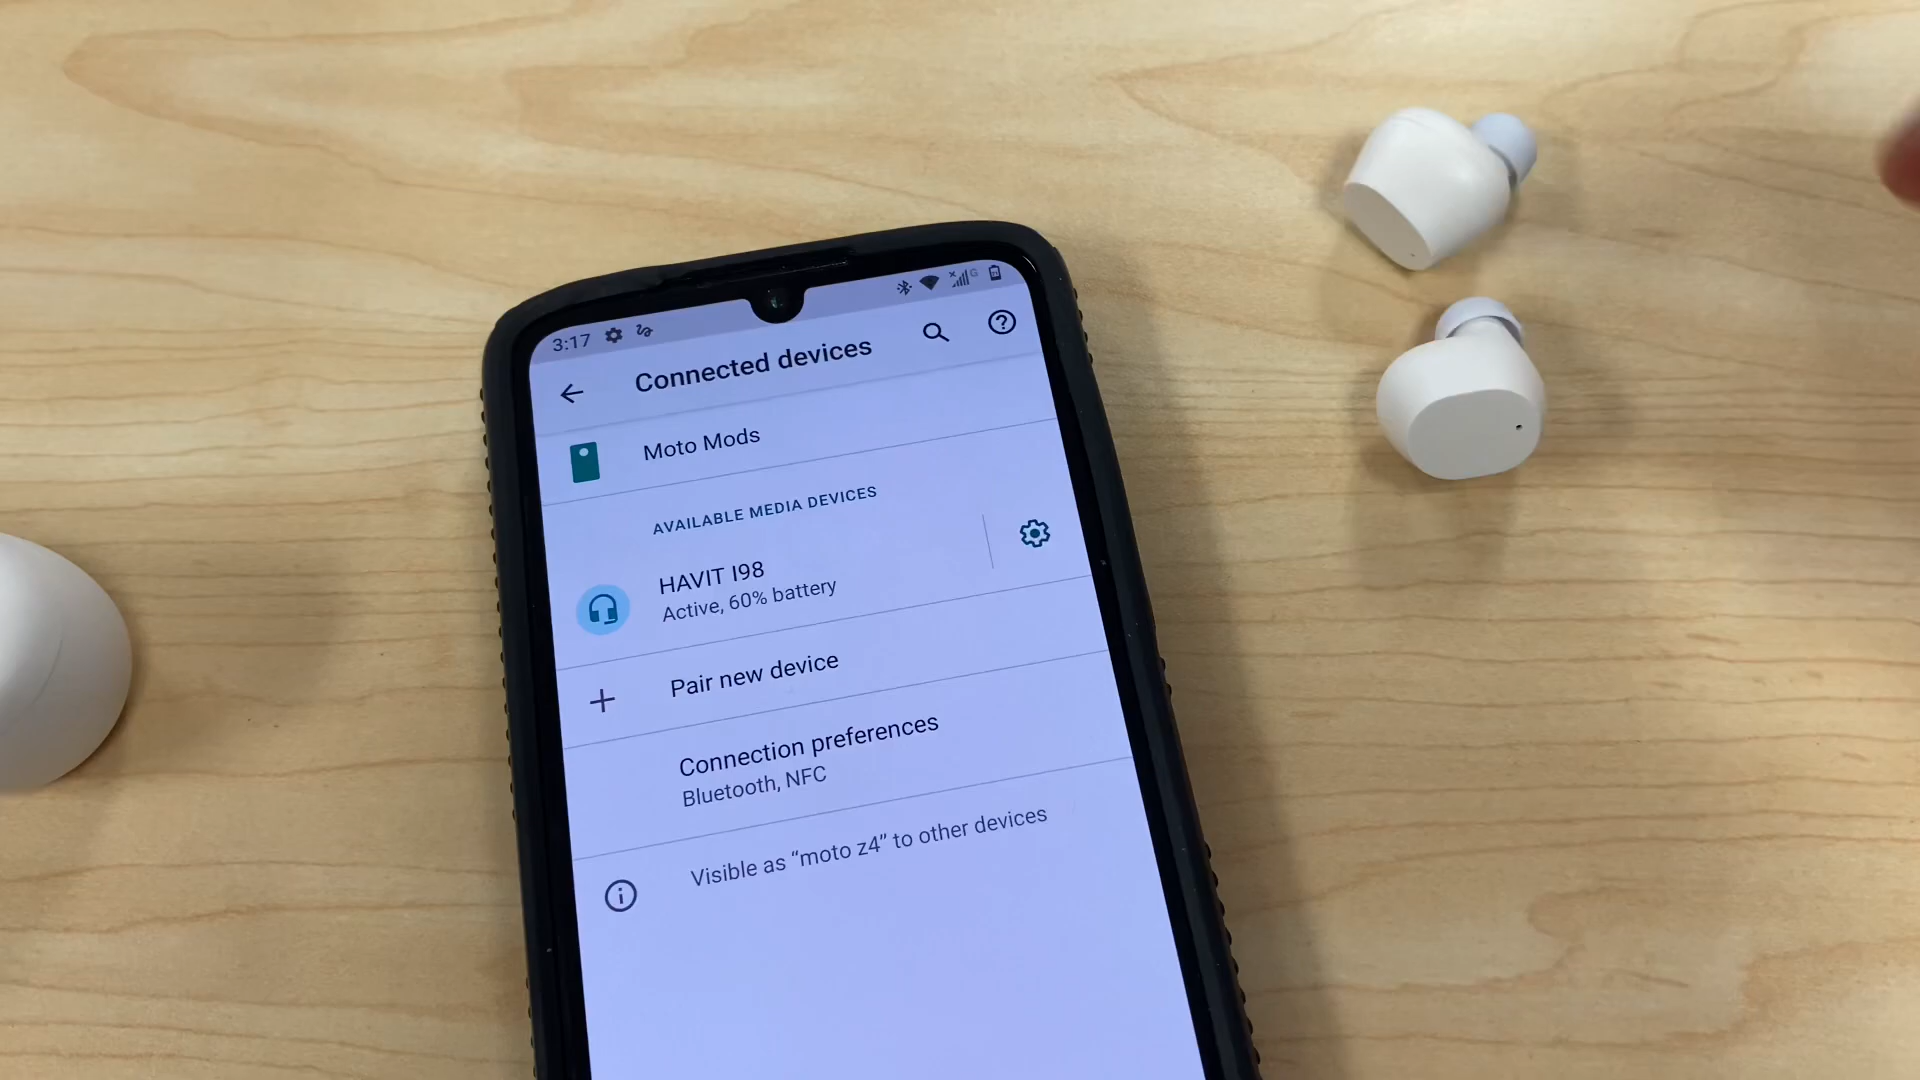 3:17
Connected devices
Moto Mods
AVAILABLE MEDIA DEVICES
HAVIT I98
Active, 60% battery
Pair new device
Connection preferences
Bluetooth, NFC
Visible as “moto z4” to other devices